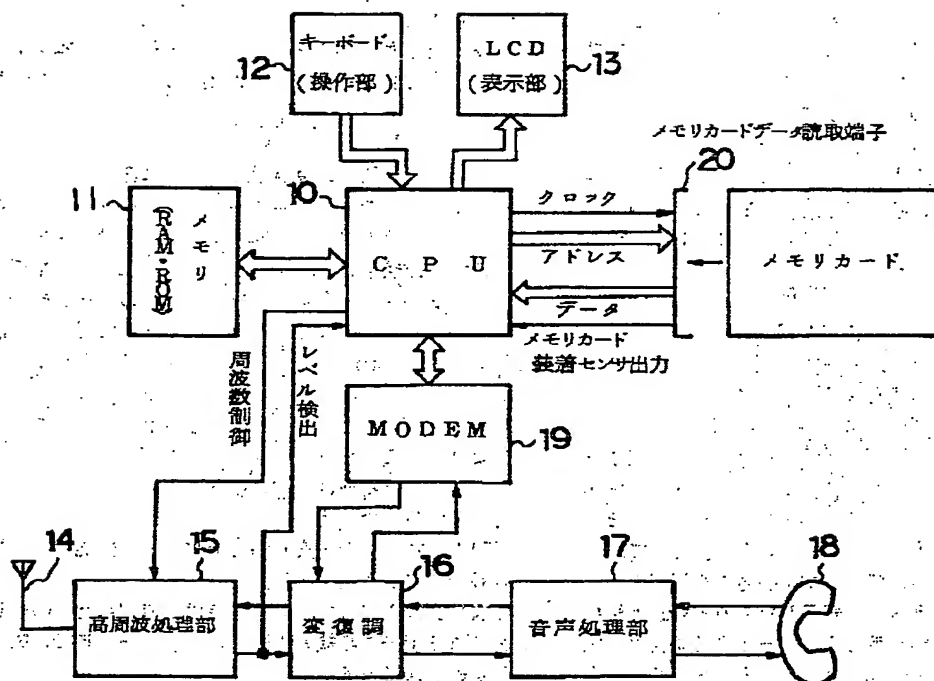 キーボード
(操作部)
12
LCD
(表示部)
13
メモリカードデータ読取端子
20
11
メモリ
(RAM・ROM)
10
CPU
クロック
アドレス
データ
メモリカード
装着センサ出力
メモリカード
周波数制御
レベル検出
MODEM
19
14
15
高周波処理部
16
変復調
17
音声処理部
18